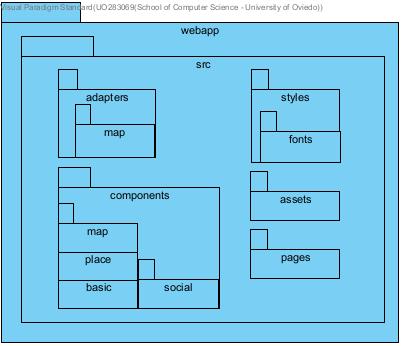 Visual Paradigm Standard(UO283069(School of Computer Science - University of Oviedo))
webapp
src
adapters
map
styles
fonts
components
map
place
basic
social
assets
pages